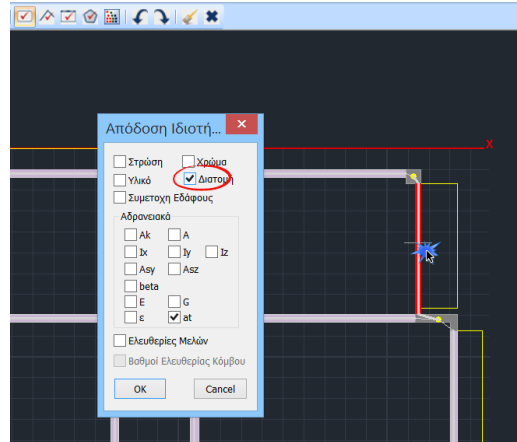 Απόδοση Ιδιοτή...
Στρώση Χρώμα
Υλικό Διατομή
Συμετοχη Εδάφους
Αδρανειακά
Ak A
Ix Iy Iz
Asy Asz
beta
E G
ε at
Ελευθερίες Μελών
Βαθμοί Ελευθερίας Κόμβου
OK Cancel
X